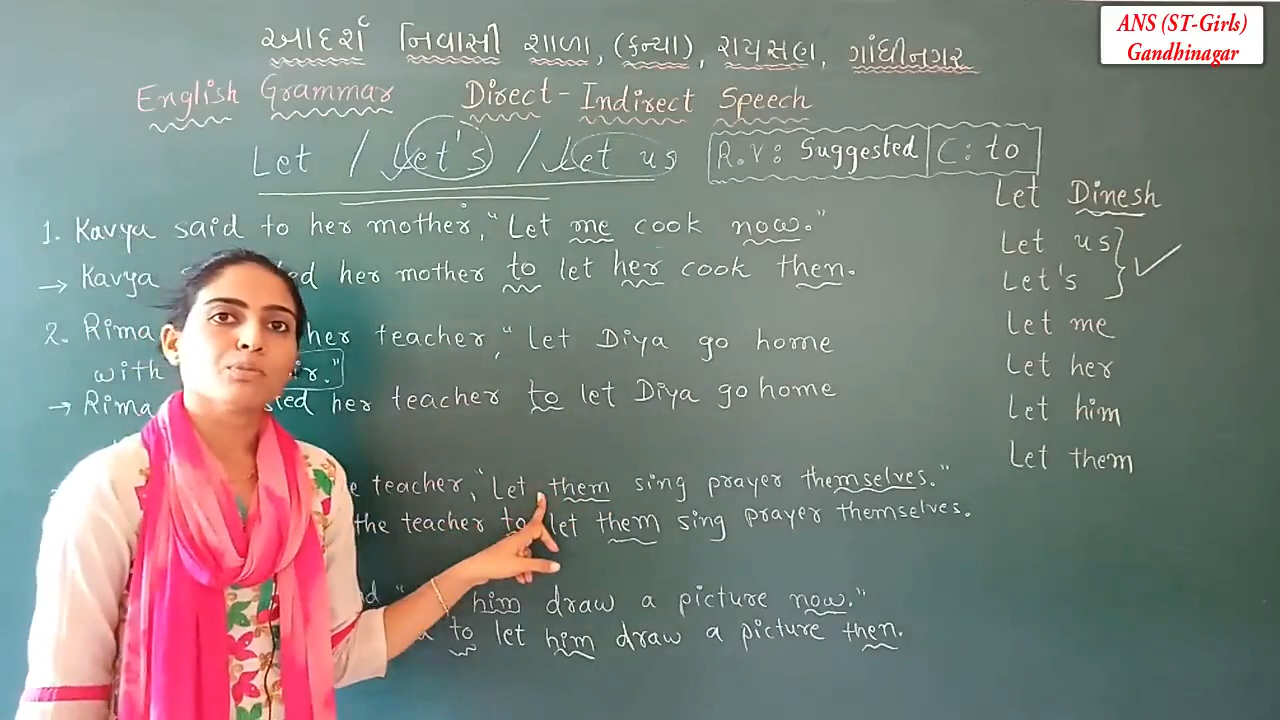 ANS (ST-Girls)
Gandhinagar
આદર્શ નિવાસી શાળા, (કન્યા), રાયસણ, ગાંધીનગર
English Grammar Direct-Indirect Speech
Let / Let's / Let us R.V: Suggested C: to
1. Kavya said to her mother, "Let me cook now."
→ Kavya her mother to let her cook then.
2. Rima her teacher, "Let Diya go home
with
→ Rima her teacher to let Diya go home
teacher, "Let them sing prayer themselves."
the teacher to let them sing prayer themselves.
him draw a picture now."
to let him draw a picture then.
Let Dinesh
Let us
Let's
Let me
Let her
Let him
Let them